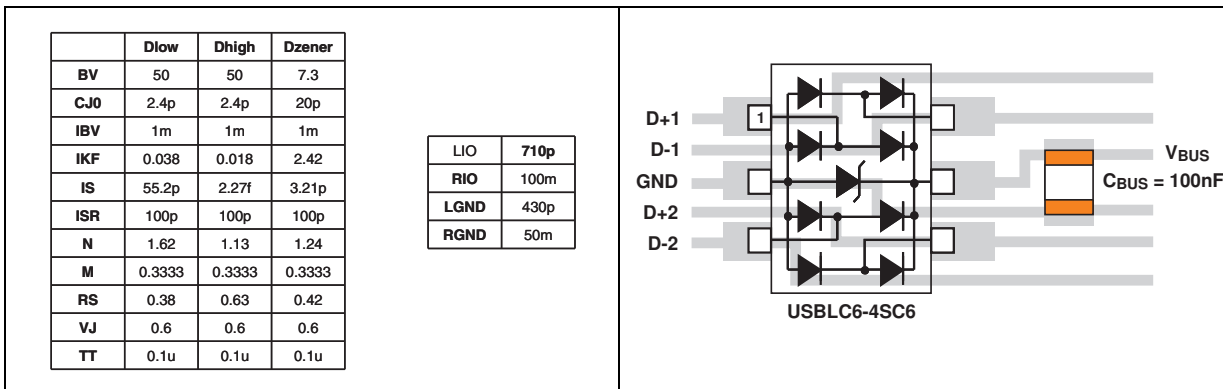 Dlow Dhigh Dzener
BV 50 50 7.3
CJ0 2.4p 2.4p 20p
IBV 1m 1m 1m
IKF 0.038 0.018 2.42
IS 55.2p 2.27f 3.21p
ISR 100p 100p 100p
N 1.62 1.13 1.24
M 0.3333 0.3333 0.3333
RS 0.38 0.63 0.42
VJ 0.6 0.6 0.6
TT 0.1u 0.1u 0.1u
LIO 710p
RIO 100m
LGND 430p
RGND 50m
D+1
1
D-1
GND
D+2
D-2
VBUS
CBUS = 100nF
USBLC6-4SC6